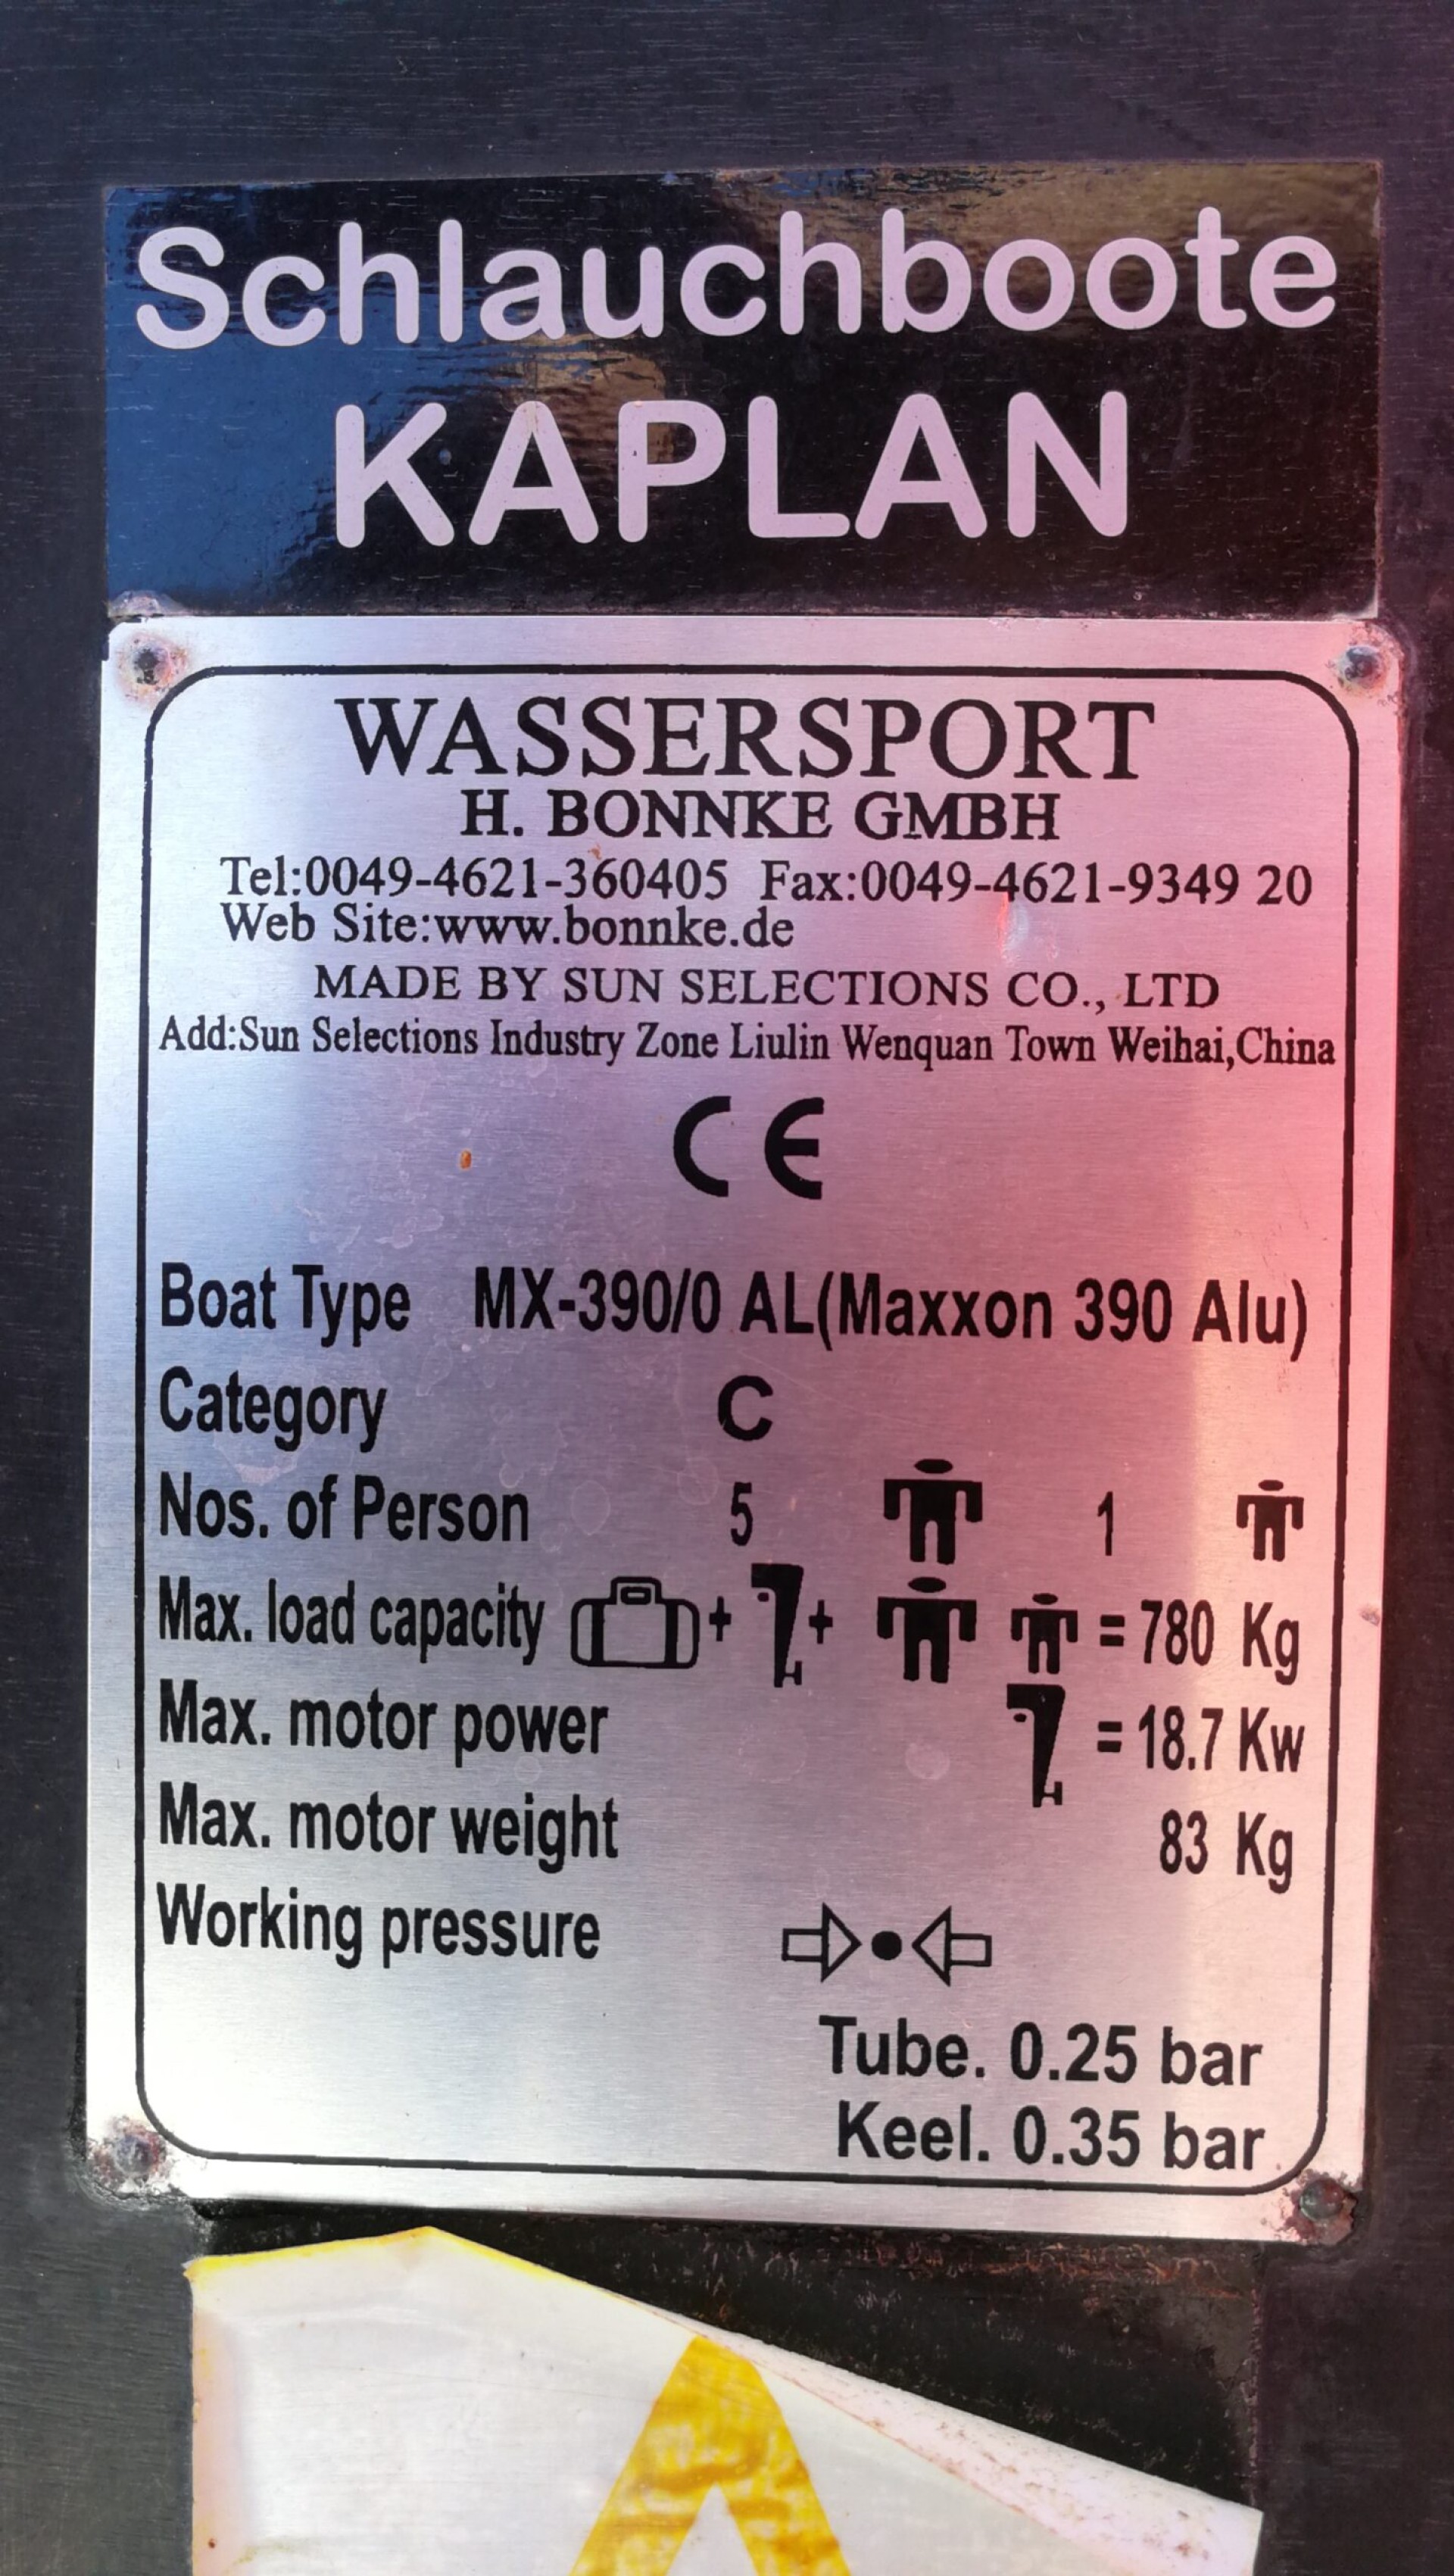 Schlauchboote
KAPLAN
WASSERSPORT
H. BONNKE GMBH
Tel:0049-4621-360405 Fax:0049-4621-9349 20
Web Site:www.bonnke.de
MADE BY SUN SELECTIONS CO., LTD
Add:Sun Selections Industry Zone Liulin Wenquan Town Weihai,China
CE
Boat Type MX-390/0 AL(Maxxon 390 Alu)
Category C
Nos. of Person 5 1
Max. load capacity + + = 780 Kg
Max. motor power = 18.7 Kw
Max. motor weight 83 Kg
Working pressure
Tube. 0.25 bar
Keel. 0.35 bar